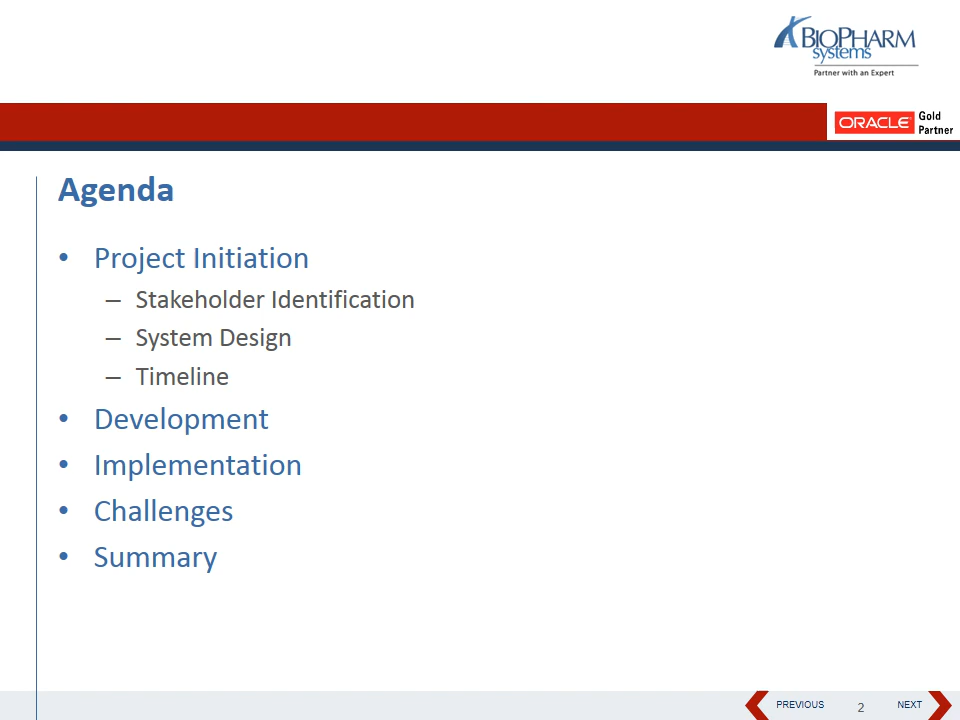 BIOPHARM
systems
Partner with an Expert
ORACLE
Gold
Partner
Agenda
• Project Initiation
– Stakeholder Identification
– System Design
– Timeline
• Development
• Implementation
• Challenges
• Summary
PREVIOUS 2 NEXT